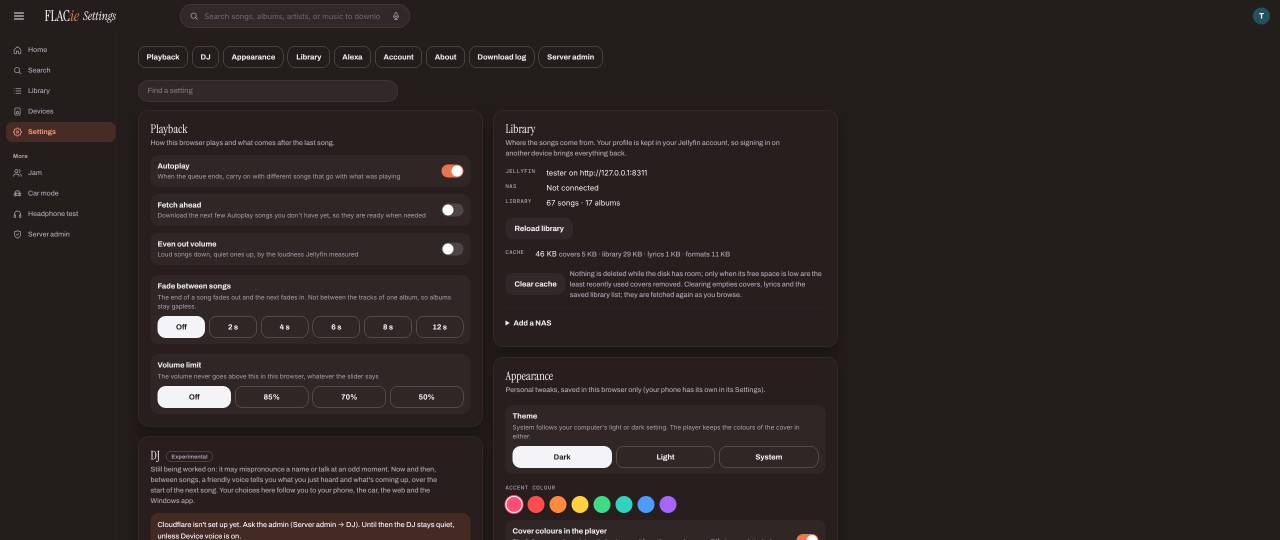 FLACie Settings
Search songs, albums, artists, or music to downlo
T
Home
Search
Library
Devices
Settings
More
Jam
Car mode
Headphone test
Server admin
Playback
DJ
Appearance
Library
Alexa
Account
About
Download log
Server admin
Find a setting
Playback
How this browser plays and what comes after the last song.
Autoplay
When the queue ends, carry on with different songs that go with what was playing
Fetch ahead
Download the next few Autoplay songs you don't have yet, so they are ready when needed
Even out volume
Loud songs down, quiet ones up, by the loudness Jellyfin measured
Fade between songs
The end of a song fades out and the next fades in. Not between the tracks of one album, so albums
stay gapless.
Off
2 s
4 s
6 s
8 s
12 s
Volume limit
The volume never goes above this in this browser, whatever the slider says
Off
85%
70%
50%
DJ
Experimental
Still being worked on: it may mispronounce a name or talk at an odd moment. Now and then,
between songs, a friendly voice tells you what you just heard and what's coming up, over the
start of the next song. Your choices here follow you to your phone, the car, the web and the
Windows app.
Cloudflare isn't set up yet. Ask the admin (Server admin → DJ). Until then the DJ stays quiet,
unless Device voice is on.
Library
Where the songs come from. Your profile is kept in your Jellyfin account, so signing in on
another device brings everything back.
JELLYFIN
tester on http://127.0.0.1:8311
NAS
Not connected
LIBRARY
67 songs · 17 albums
Reload library
CACHE
46 KB covers 5 KB · library 29 KB · lyrics 1 KB · formats 11 KB
Clear cache
Nothing is deleted while the disk has room; only when its free space is low are the
least recently used covers removed. Clearing empties covers, lyrics and the
saved library list; they are fetched again as you browse.
Add a NAS
Appearance
Personal tweaks, saved in this browser only (your phone has its own in its Settings).
Theme
System follows your computer's light or dark setting. The player keeps the colours of the cover in
either.
Dark
Light
System
ACCENT COLOUR
Cover colours in the player